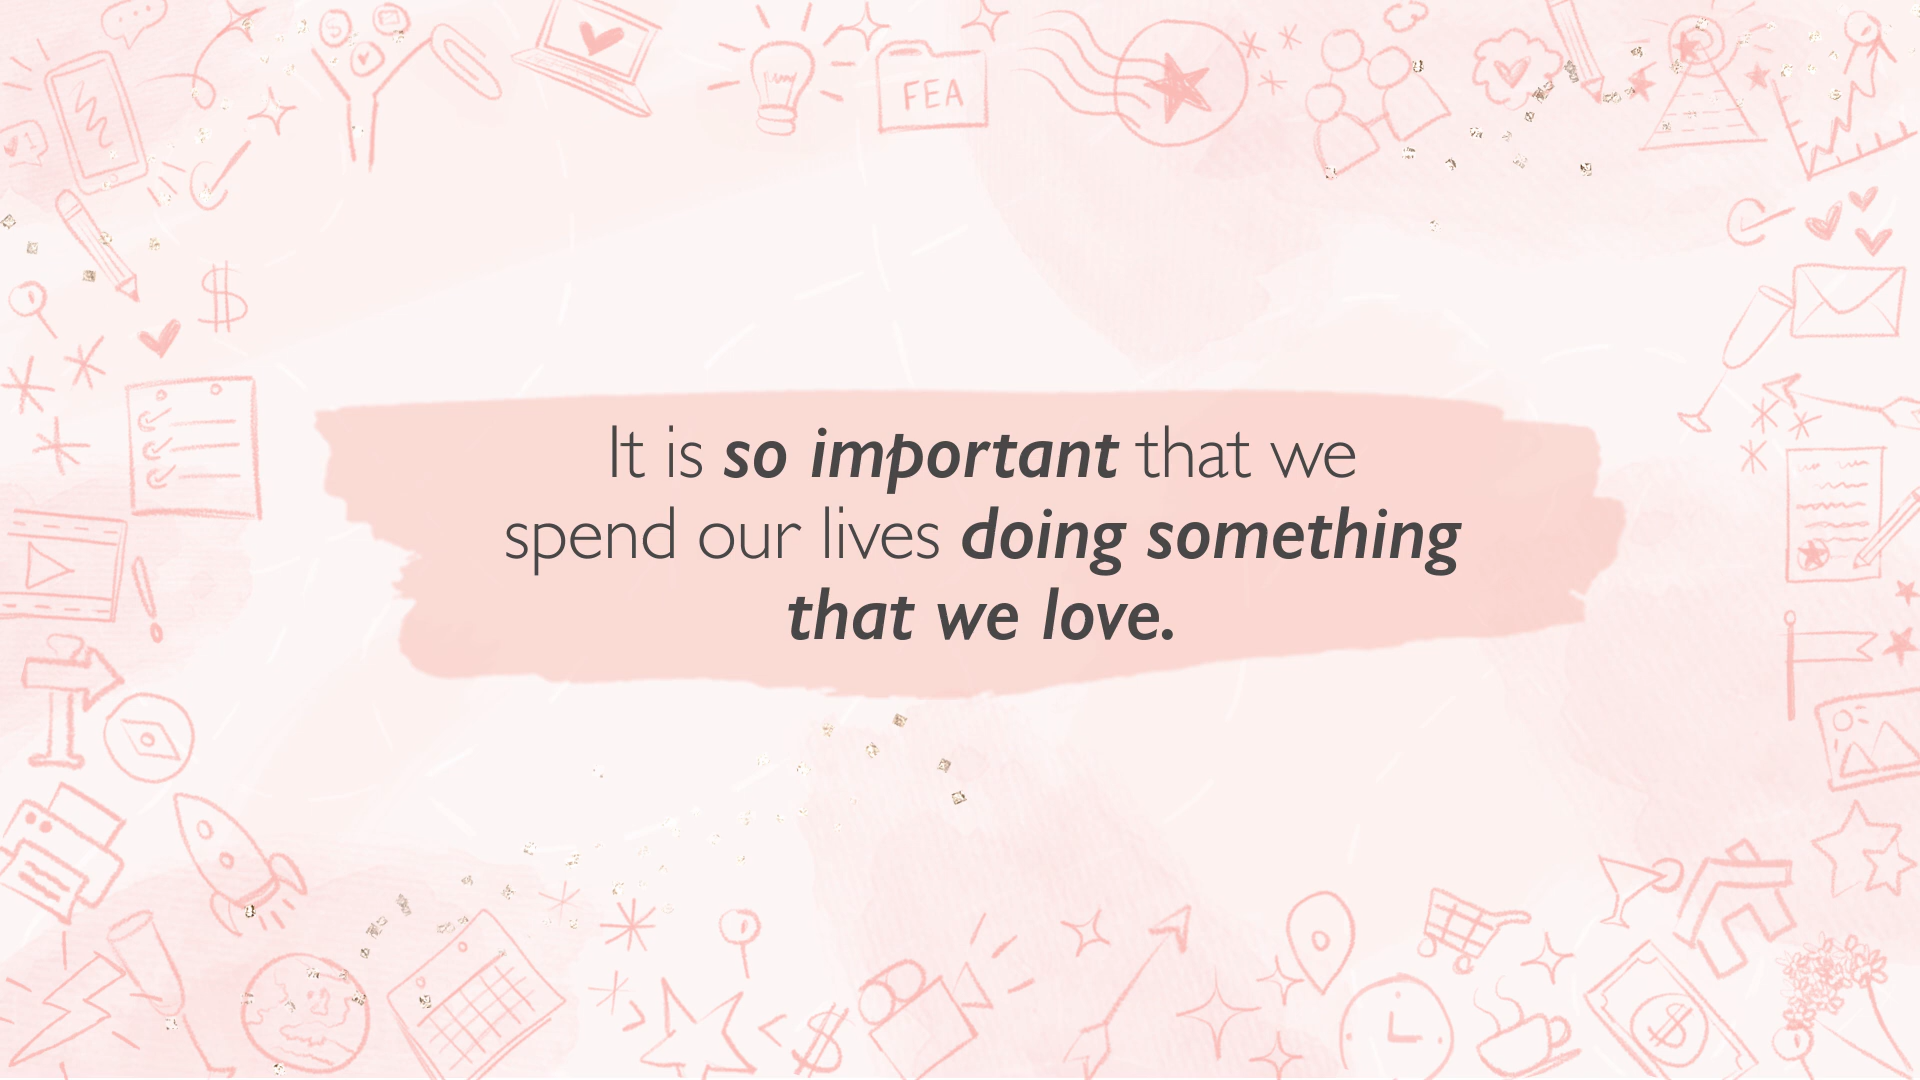 FEA
It is so important that we
spend our lives doing something
that we love.